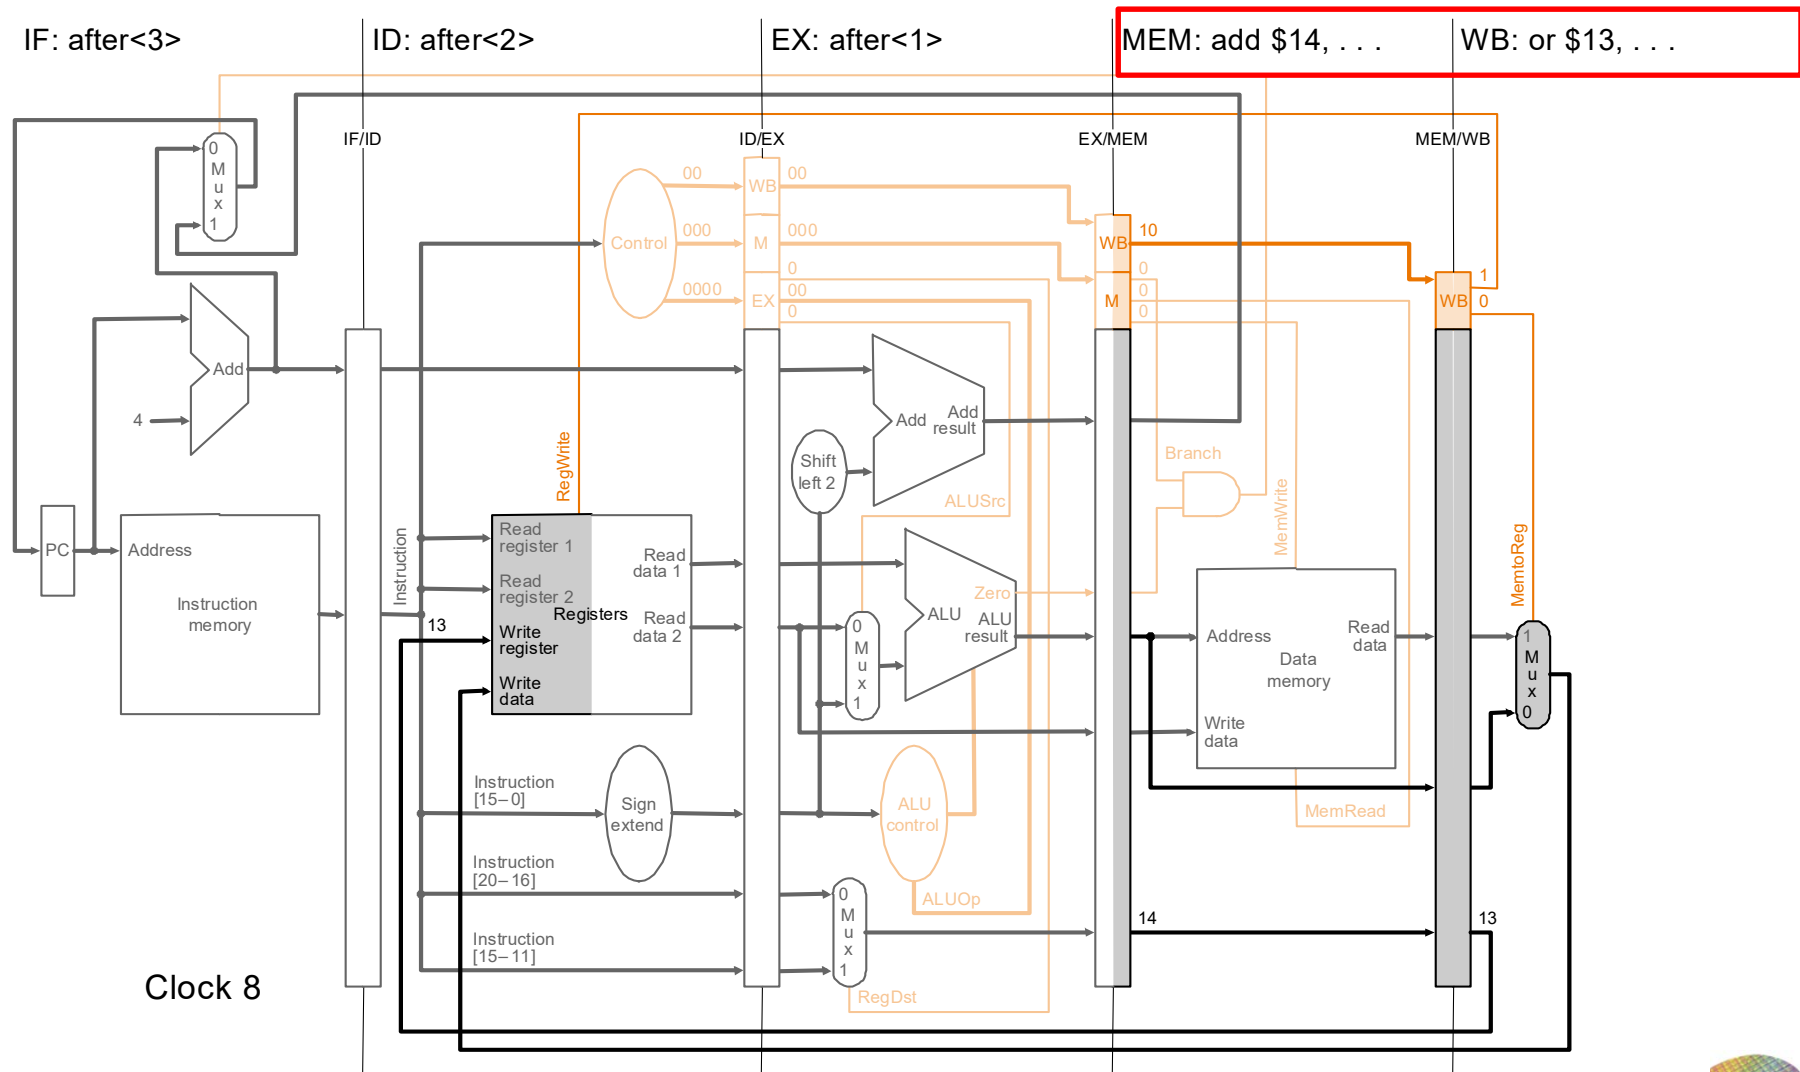 IF: after<3>
ID: after<2>
EX: after<1>
MEM: add $14, . . .
WB: or $13, . . .
IF/ID
ID/EX
EX/MEM
MEM/WB
0
M
u
x
1
Control
00
000
0000
WB
M
EX
00
000
0
00
0
WB
M
10
0
0
0
WB
1
0
Add
4
RegWrite
Shift
left 2
Add
Add
result
ALUSrc
Branch
MemWrite
MemtoReg
PC
Address
Instruction
memory
Instruction
Read
register 1
Read
register 2
Registers
Write
register
Write
data
Read
data 1
Read
data 2
13
0
M
u
x
1
Zero
ALU
ALU
result
Address
Read
data
Data
memory
Write
data
1
M
u
x
0
MemRead
Instruction
[15–0]
Sign
extend
ALU
control
Instruction
[20–16]
ALUOp
0
M
u
x
1
Instruction
[15–11]
RegDst
14
13
Clock 8